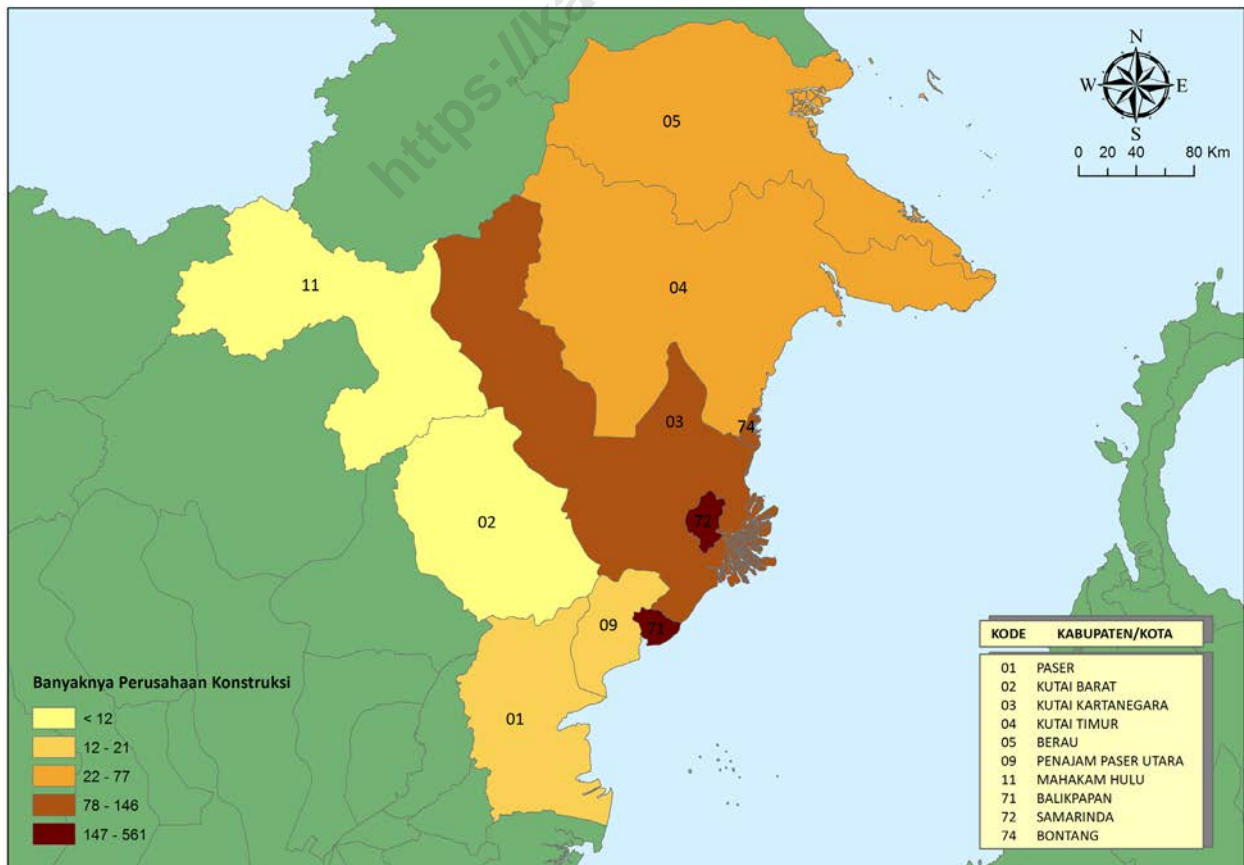 https://ka
N
W E
S
0 20 40 80 Km
05
11
04
03
74
02
72
09
71
01
Banyaknya Perusahaan Konstruksi
< 12
12 - 21
22 - 77
78 - 146
147 - 561
KODE KABUPATEN/KOTA
01 PASER
02 KUTAI BARAT
03 KUTAI KARTANEGARA
04 KUTAI TIMUR
05 BERAU
09 PENAJAM PASER UTARA
11 MAHAKAM HULU
71 BALIKPAPAN
72 SAMARINDA
74 BONTANG